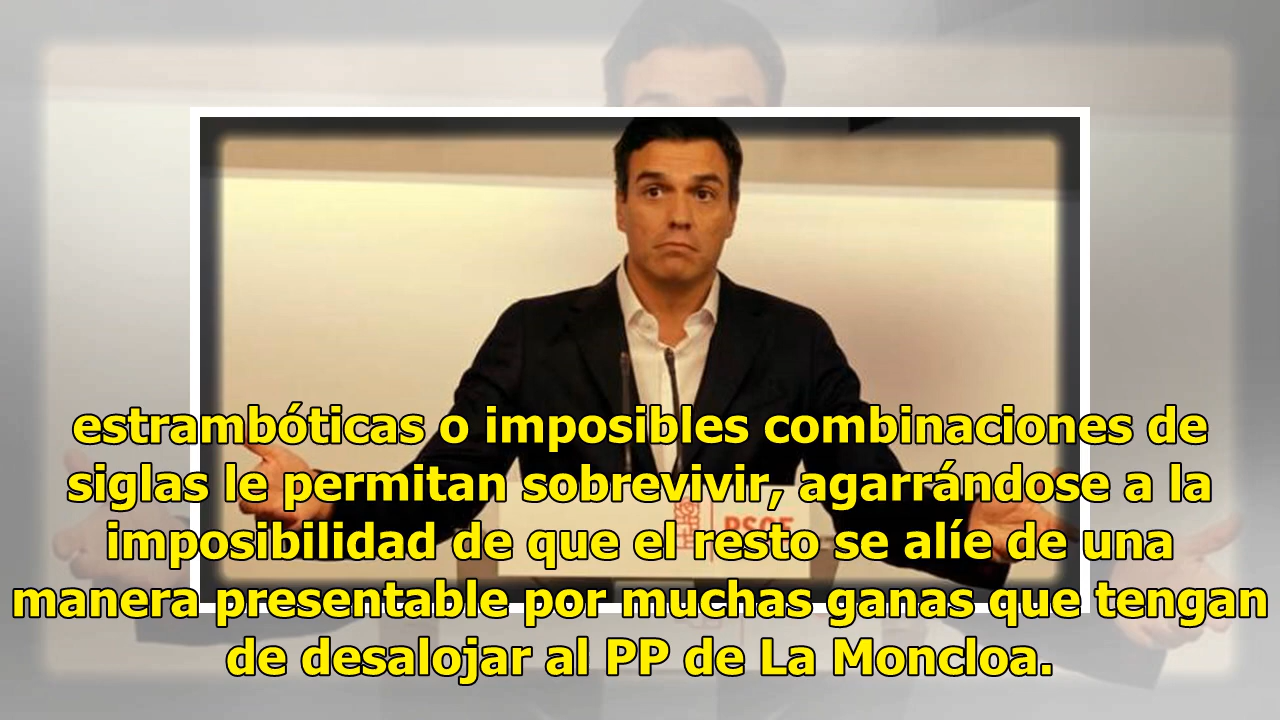 estrambóticas o imposibles combinaciones de
siglas le permitan sobrevivir, agarrándose a la
imposibilidad de que el resto se alíe de una
manera presentable por muchas ganas que tengan
de desalojar al PP de La Moncloa.
PSOE